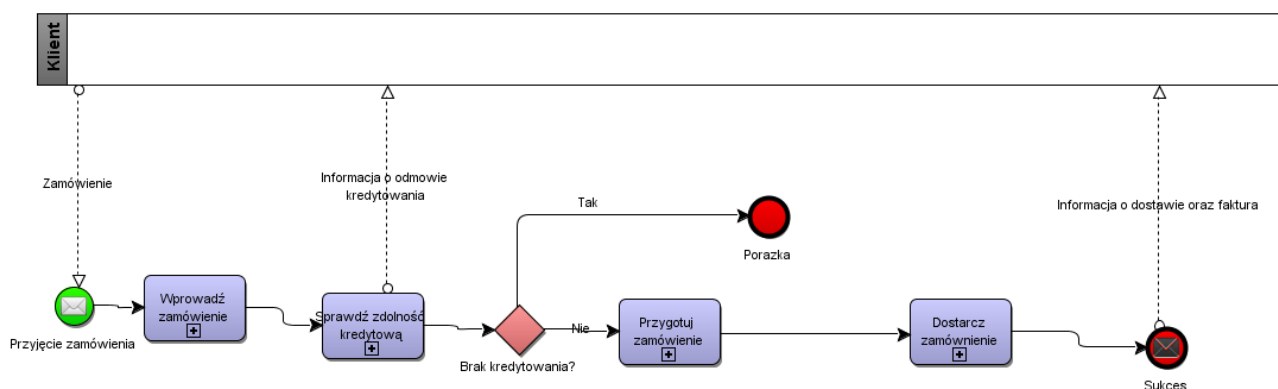 Klient
Zamówienie
Informacja o odmowie
kredytowania
Informacja o dostawie oraz faktura
Tak
Porazka
Przyjęcie zamówienia
Wprowadź
zamówienie
Sprawdź zdolność
kredytową
Brak kredytowania?
Nie
Przygotuj
zamówienie
Dostarcz
zamównienie
Sukces